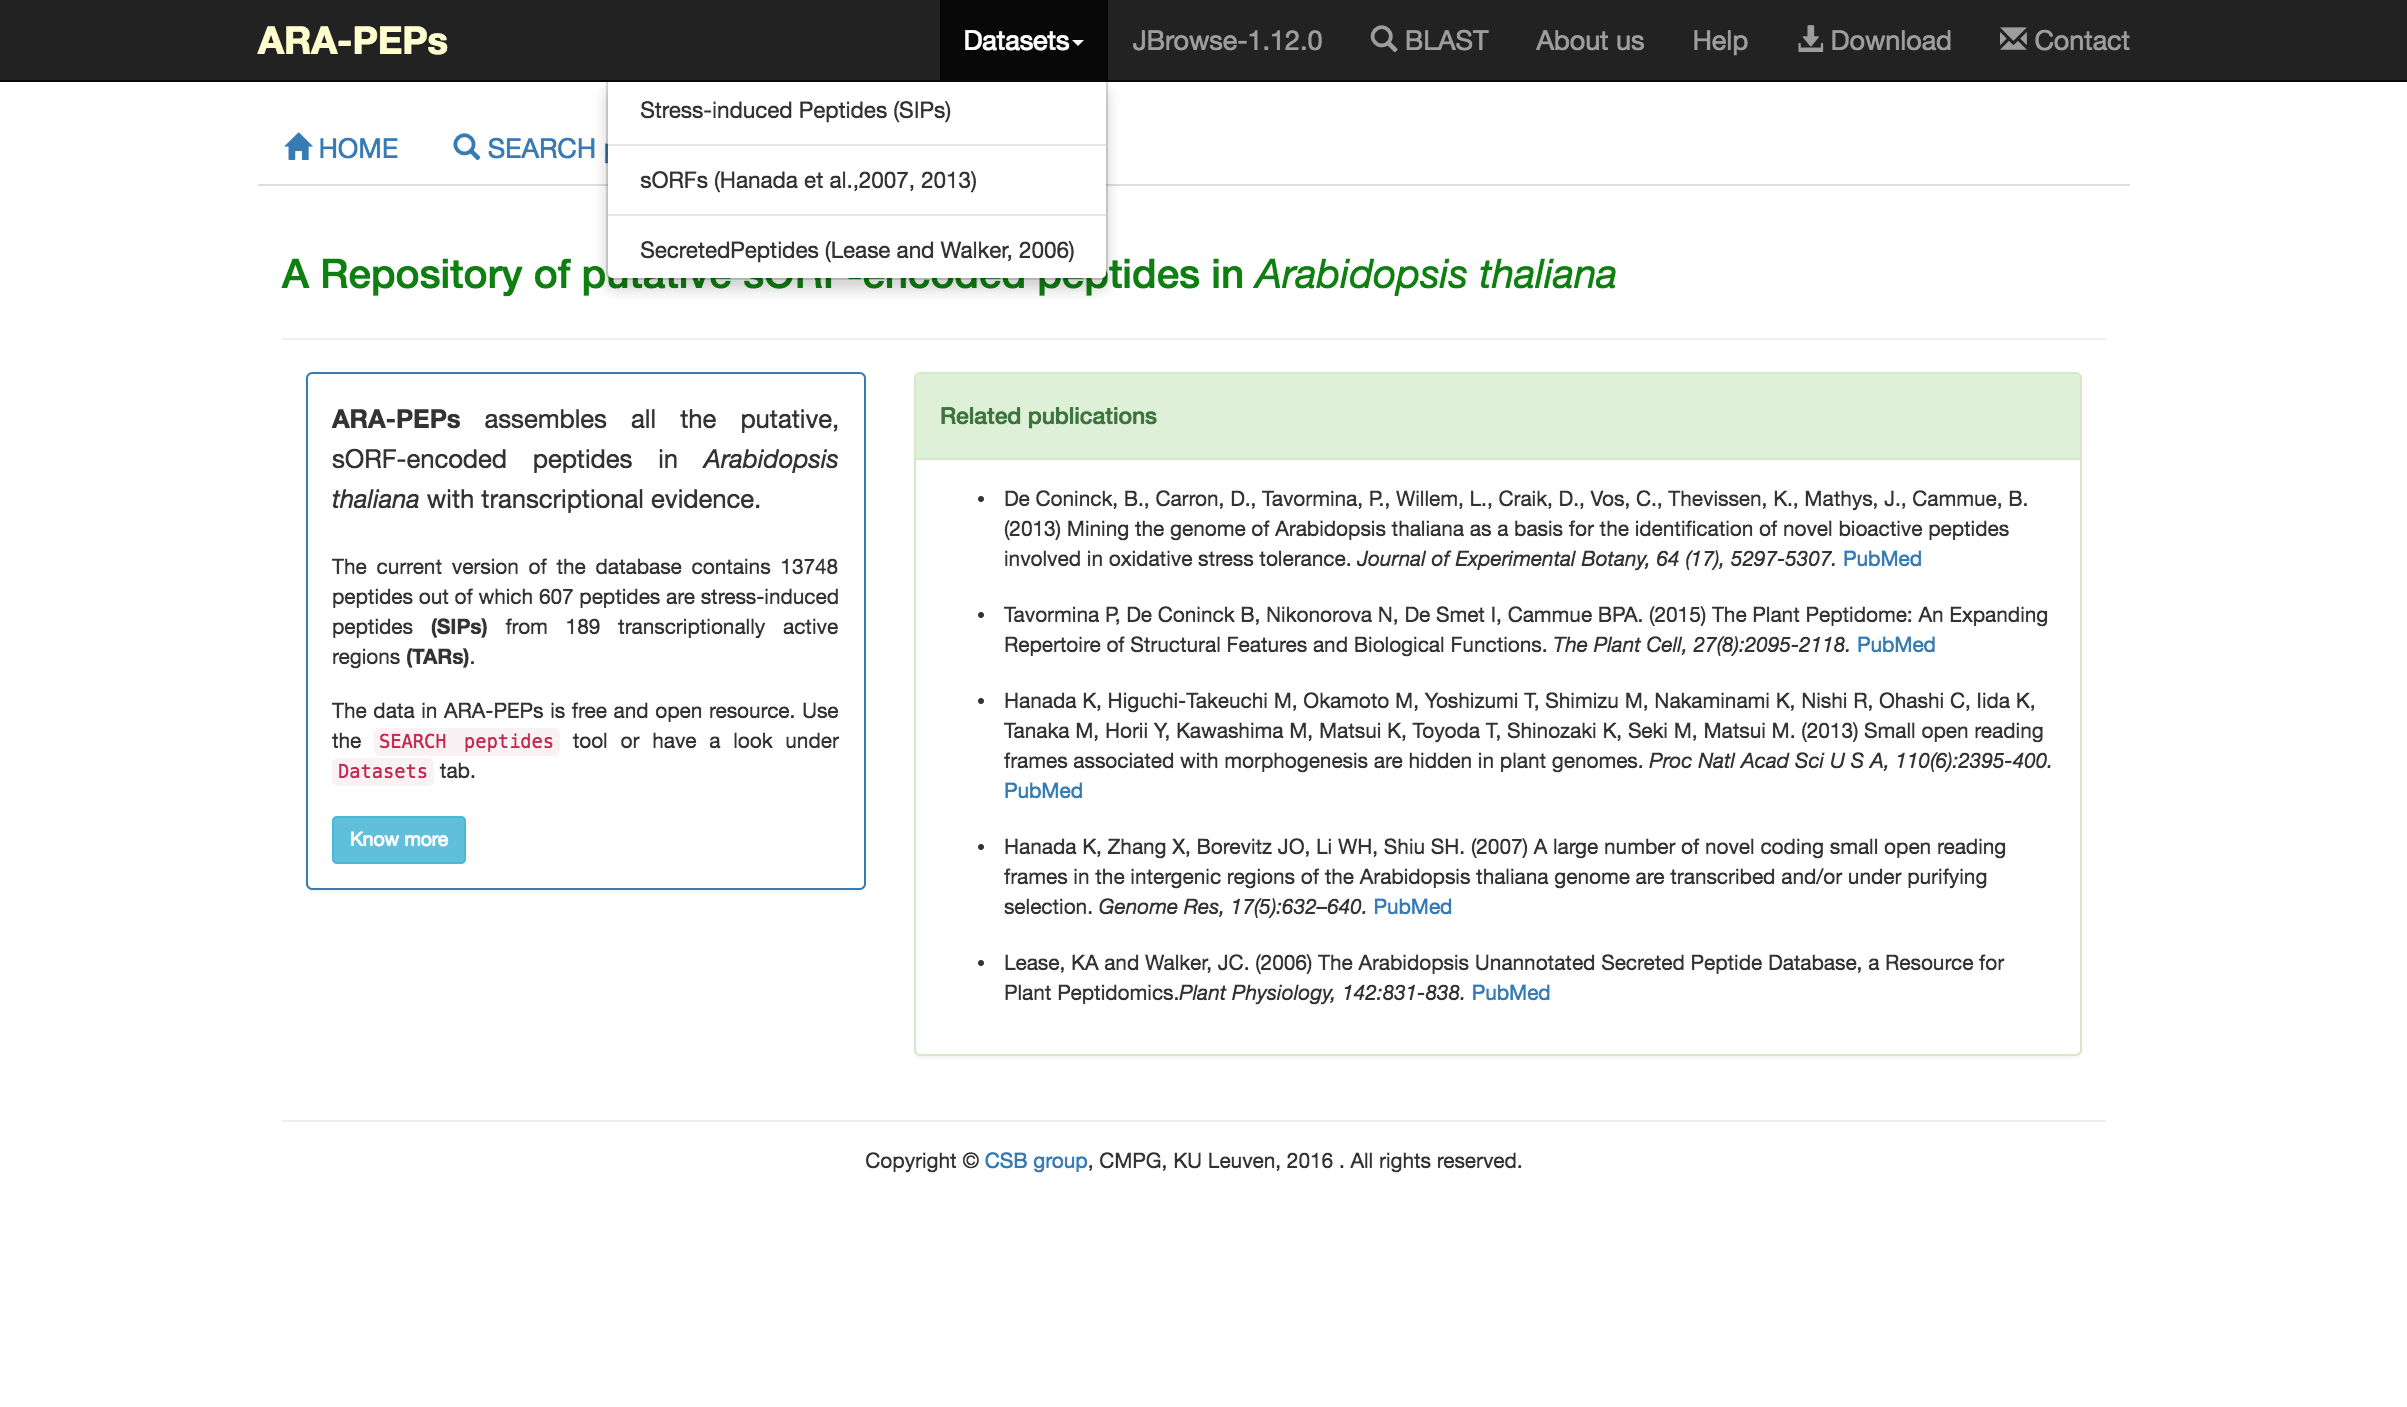 ARA-PEPs
Datasets
JBrowse-1.12.0
BLAST
About us
Help
Download
Contact
Stress-induced Peptides (SIPs)
sORFs (Hanada et al.,2007, 2013)
SecretedPeptides (Lease and Walker, 2006)
HOME
SEARCH
A Repository of putative sORF-encoded peptides in Arabidopsis thaliana
ARA-PEPs assembles all the putative,
sORF-encoded peptides in Arabidopsis
thaliana with transcriptional evidence.
The current version of the database contains 13748
peptides out of which 607 peptides are stress-induced
peptides (SIPs) from 189 transcriptionally active
regions (TARs).
The data in ARA-PEPs is free and open resource. Use
the SEARCH peptides tool or have a look under
Datasets tab.
Know more
Related publications
• De Coninck, B., Carron, D., Tavormina, P., Willem, L., Craik, D., Vos, C., Thevissen, K., Mathys, J., Cammue, B.
(2013) Mining the genome of Arabidopsis thaliana as a basis for the identification of novel bioactive peptides
involved in oxidative stress tolerance. Journal of Experimental Botany, 64 (17), 5297-5307. PubMed
• Tavormina P, De Coninck B, Nikonorova N, De Smet I, Cammue BPA. (2015) The Plant Peptidome: An Expanding
Repertoire of Structural Features and Biological Functions. The Plant Cell, 27(8):2095-2118. PubMed
• Hanada K, Higuchi-Takeuchi M, Okamoto M, Yoshizumi T, Shimizu M, Nakaminami K, Nishi R, Ohashi C, Iida K,
Tanaka M, Horii Y, Kawashima M, Matsui K, Toyoda T, Shinozaki K, Seki M, Matsui M. (2013) Small open reading
frames associated with morphogenesis are hidden in plant genomes. Proc Natl Acad Sci U S A, 110(6):2395-400.
PubMed
• Hanada K, Zhang X, Borevitz JO, Li WH, Shiu SH. (2007) A large number of novel coding small open reading
frames in the intergenic regions of the Arabidopsis thaliana genome are transcribed and/or under purifying
selection. Genome Res, 17(5):632–640. PubMed
• Lease, KA and Walker, JC. (2006) The Arabidopsis Unannotated Secreted Peptide Database, a Resource for
Plant Peptidomics.Plant Physiology, 142:831-838. PubMed
Copyright © CSB group, CMPG, KU Leuven, 2016 . All rights reserved.